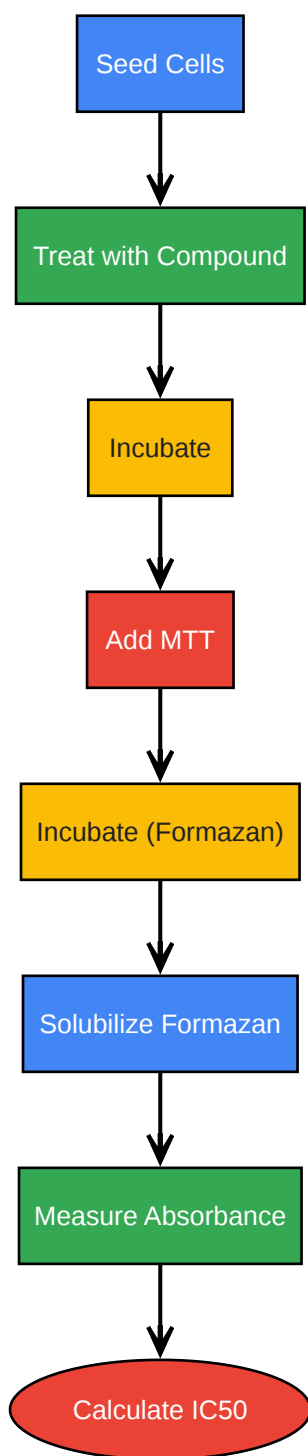 Seed Cells
Treat with Compound
Incubate
Add MTT
Incubate (Formazan)
Solubilize Formazan
Measure Absorbance
Calculate IC50